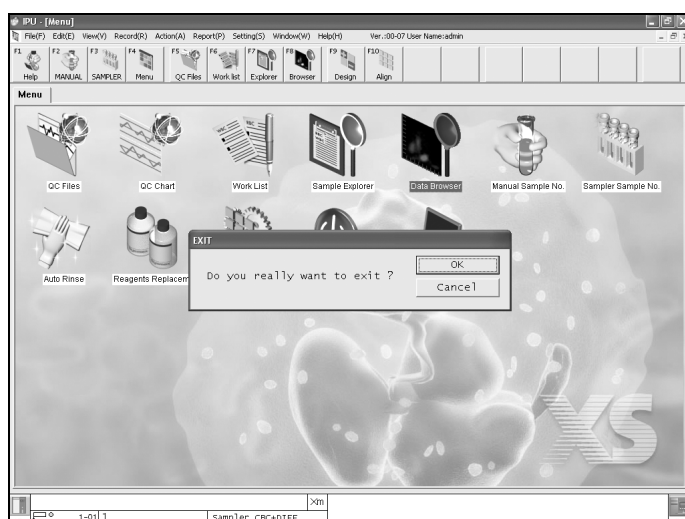 IPU - [Menu]
File(F) Edit(E) View(V) Record(R) Action(A) Report(P) Setting(S) Window(W) Help(H) Ver.:00-07 User Name:admin
F1 F2 F3 F4 F5 F6 F7 F8 F9 F10
Help MANUAL SAMPLER Menu QC Files Work list Explorer Browser Design Align
Menu
QC Files QC Chart Work List Sample Explorer Data Browser Manual Sample No. Sampler Sample No.
EXIT
Do you really want to exit ?
OK
Cancel
Auto Rinse Reagents Replacem
XS
Xm
1-01 1 Sampler CBC+DIFF